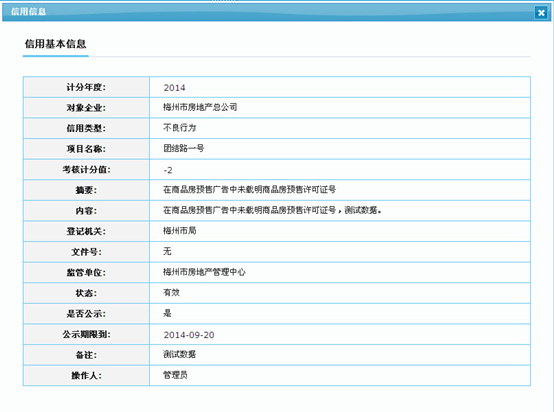 信用信息
信用基本信息
计分年度： 2014
对象企业： 梅州市房地产总公司
信用类型： 不良行为
项目名称： 团结路一号
考核计分值： -2
摘要： 在商品房预售广告中未载明商品房预售许可证号
内容： 在商品房预售广告中未载明商品房预售许可证号，测试数据。
登记机关： 梅州市局
文件号： 无
监管单位： 梅州市房地产管理中心
状态： 有效
是否公示： 是
公示期限到： 2014-09-20
备注： 测试数据
操作人： 管理员